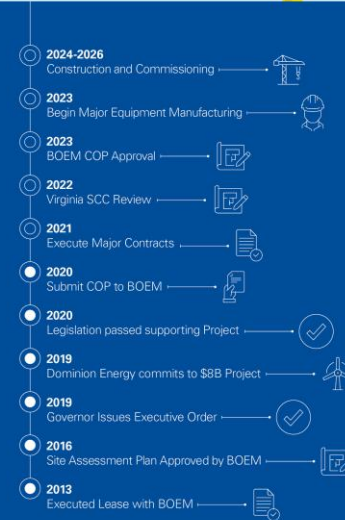 2024-2026
Construction and Commissioning
2023
Begin Major Equipment Manufacturing
2023
BOEM COP Approval
2022
Virginia SCC Review
2021
Execute Major Contracts
2020
Submit COP to BOEM
2020
Legislation passed supporting Project
2019
Dominion Energy commits to $8B Project
2019
Governor Issues Executive Order
2016
Site Assessment Plan Approved by BOEM
2013
Executed Lease with BOEM